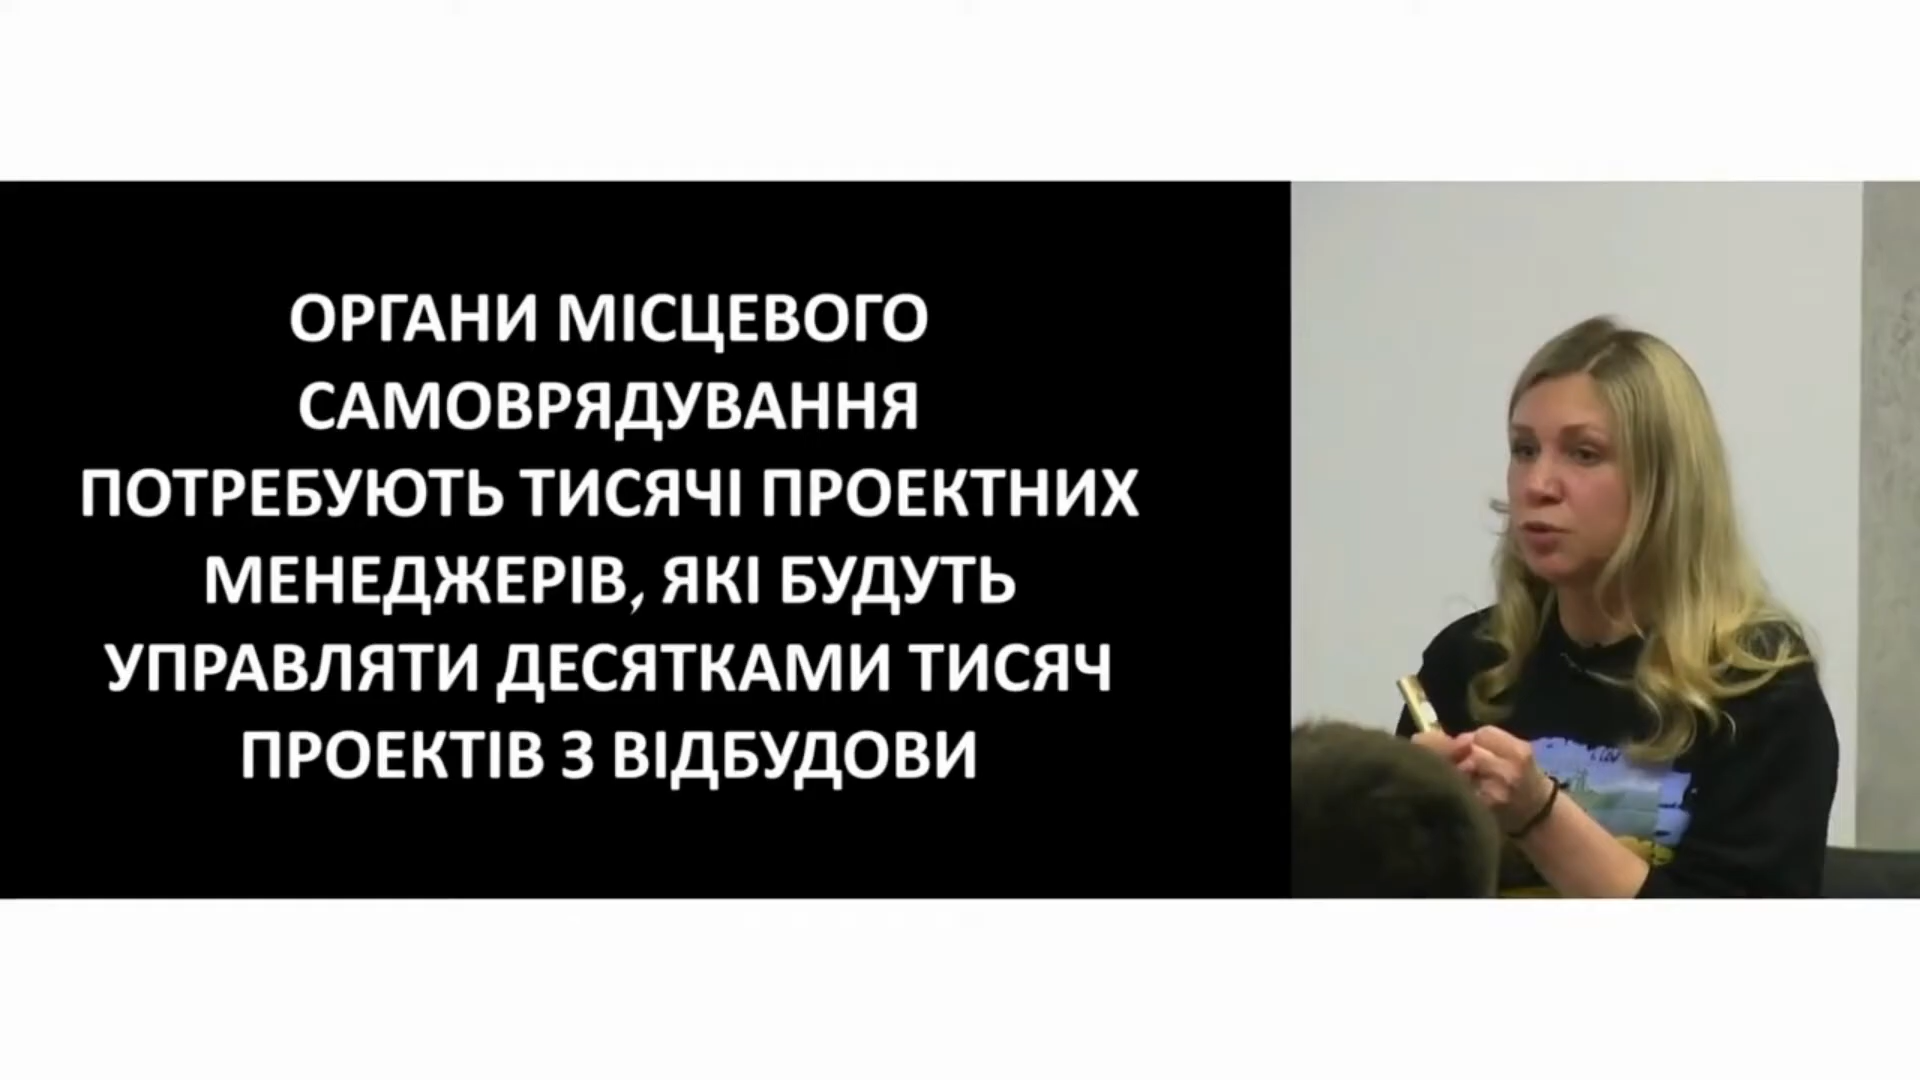 ОРГАНИ МІСЦЕВОГО
САМОВРЯДУВАННЯ
ПОТРЕБУЮТЬ ТИСЯЧІ ПРОЕКТНИХ
МЕНЕДЖЕРІВ, ЯКІ БУДУТЬ
УПРАВЛЯТИ ДЕСЯТКАМИ ТИСЯЧ
ПРОЕКТІВ З ВІДБУДОВИ